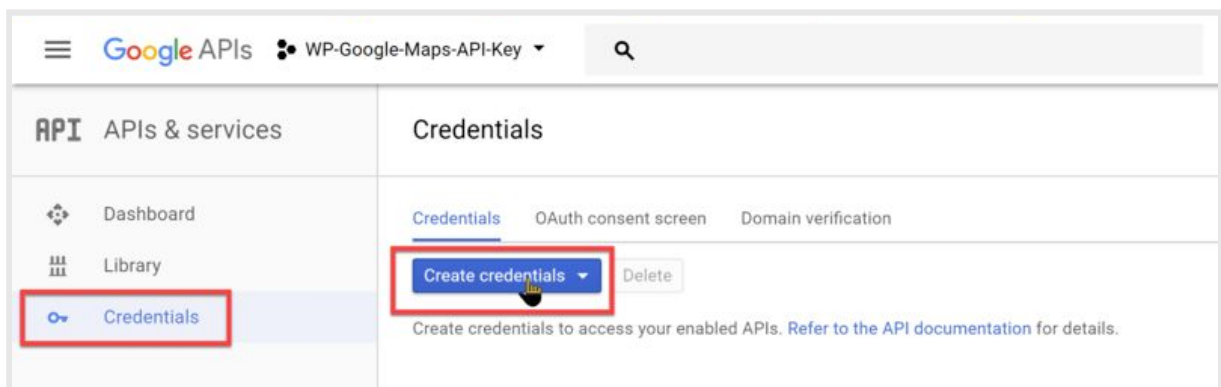 Google APIs WP-Google-Maps-API-Key
API APIs & services
Credentials
Dashboard
Library
Credentials
Credentials OAuth consent screen Domain verification
Create credentials Delete
Create credentials to access your enabled APIs. Refer to the API documentation for details.